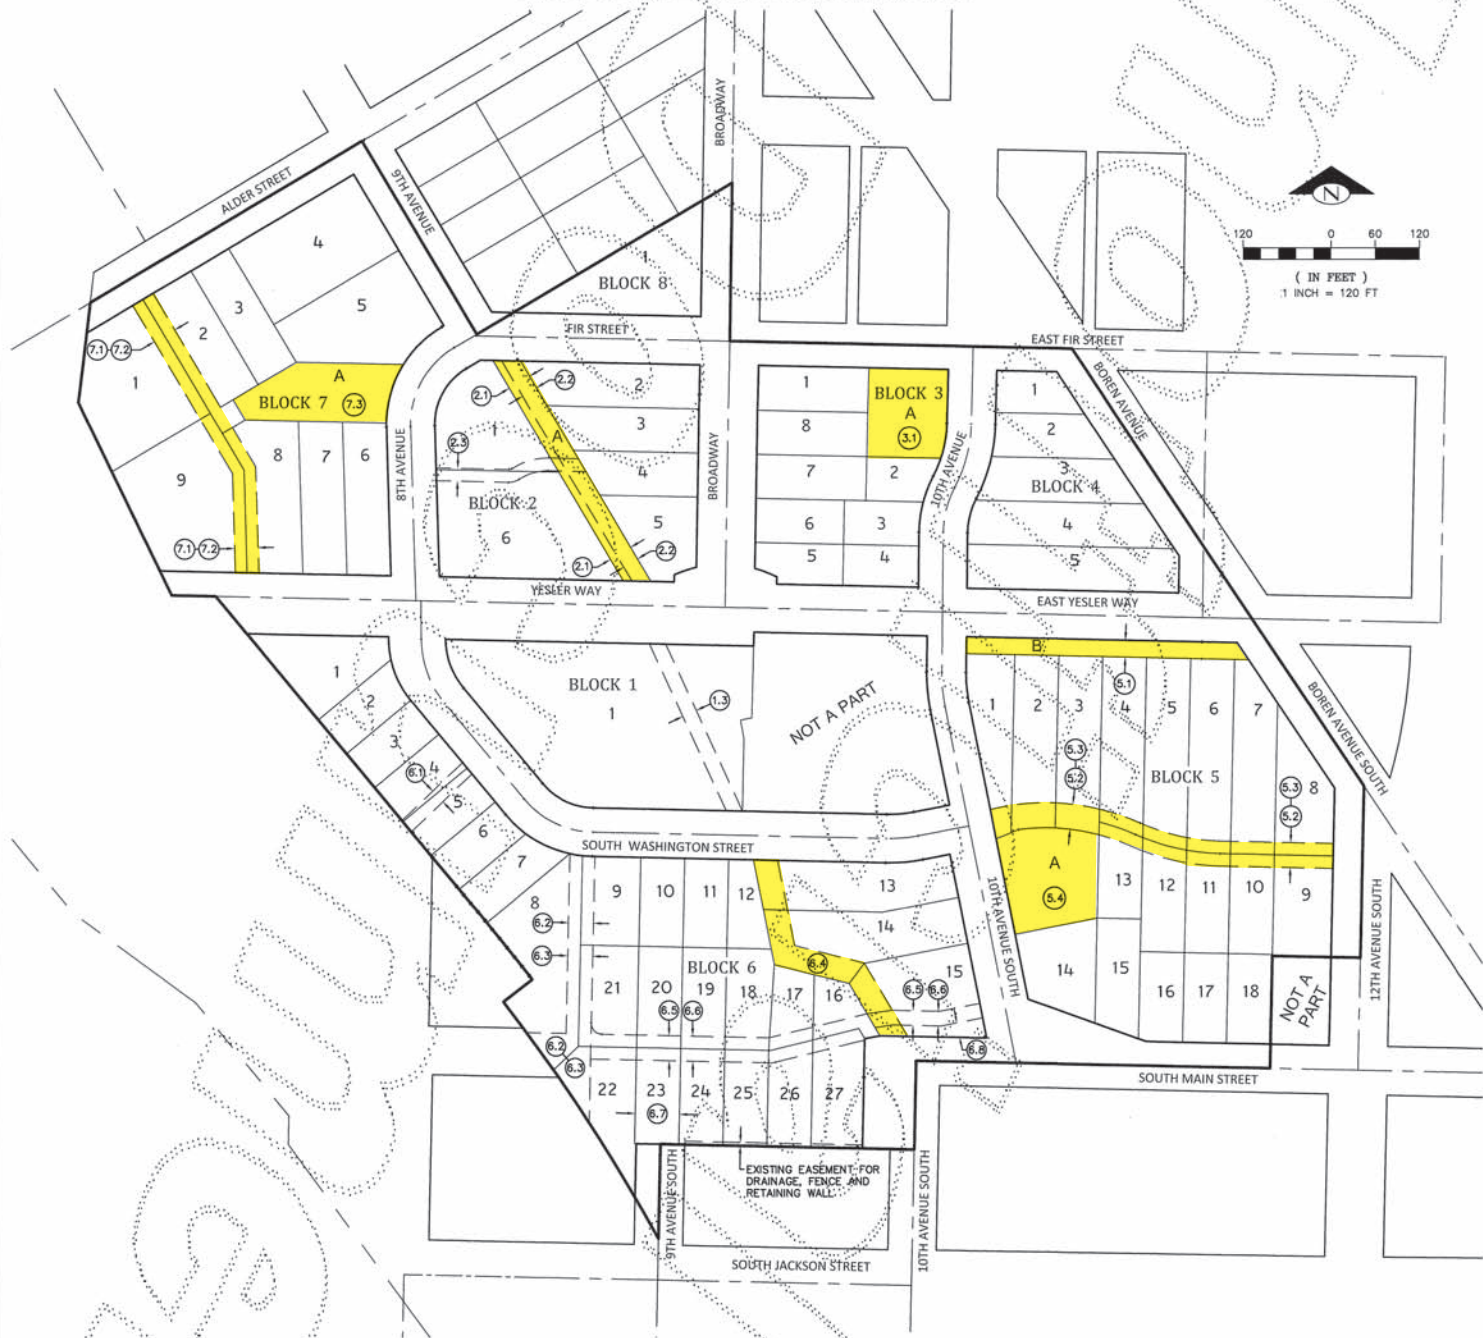 BROADWAY
ALDER STREET
9TH AVENUE
N
120 0 60 120
( IN FEET )
1 INCH = 120 FT
4
1
BLOCK 8
3
5
2
FIR STREET
EAST FIR STREET
7.1 7.2
1
A
BLOCK 7 7.3
2.1 2.2
2
1
BLOCK 3
A
3.1
1
BOREN AVENUE
1
A
3
8
2
2.3
8 7 6
9
8TH AVENUE
4
BROADWAY
7
2
10TH AVENUE
3
BLOCK 4
BLOCK 2
6
5
6
3
4
7.1 7.2
2.1
2.2
5
4
5
YESLER WAY
EAST YESLER WAY
B
1
BLOCK 1
1
1.3
NOT A PART
5.1
2
1 2 3 4 5 6 7
BOREN AVENUE SOUTH
3
4
6.1
5
5.3
5.2
BLOCK 5
5.3
5.2
8
6
7
SOUTH WASHINGTON STREET
8
9 10 11 12
13
A
5.4
13 12 11 10 9
6.2
14
10TH AVENUE SOUTH
12TH AVENUE SOUTH
6.3
BLOCK 6
6.4
15
14
15
21 20 19 18 17 16
6.5 6.6
6.5 6.6
16 17 18
NOT A
PART
6.2
6.3
6.8
SOUTH MAIN STREET
22 23 24 25 26 27
6.7
EXISTING EASEMENT FOR
DRAINAGE, FENCE AND
RETAINING WALL
9TH AVENUE SOUTH
10TH AVENUE SOUTH
SOUTH JACKSON STREET